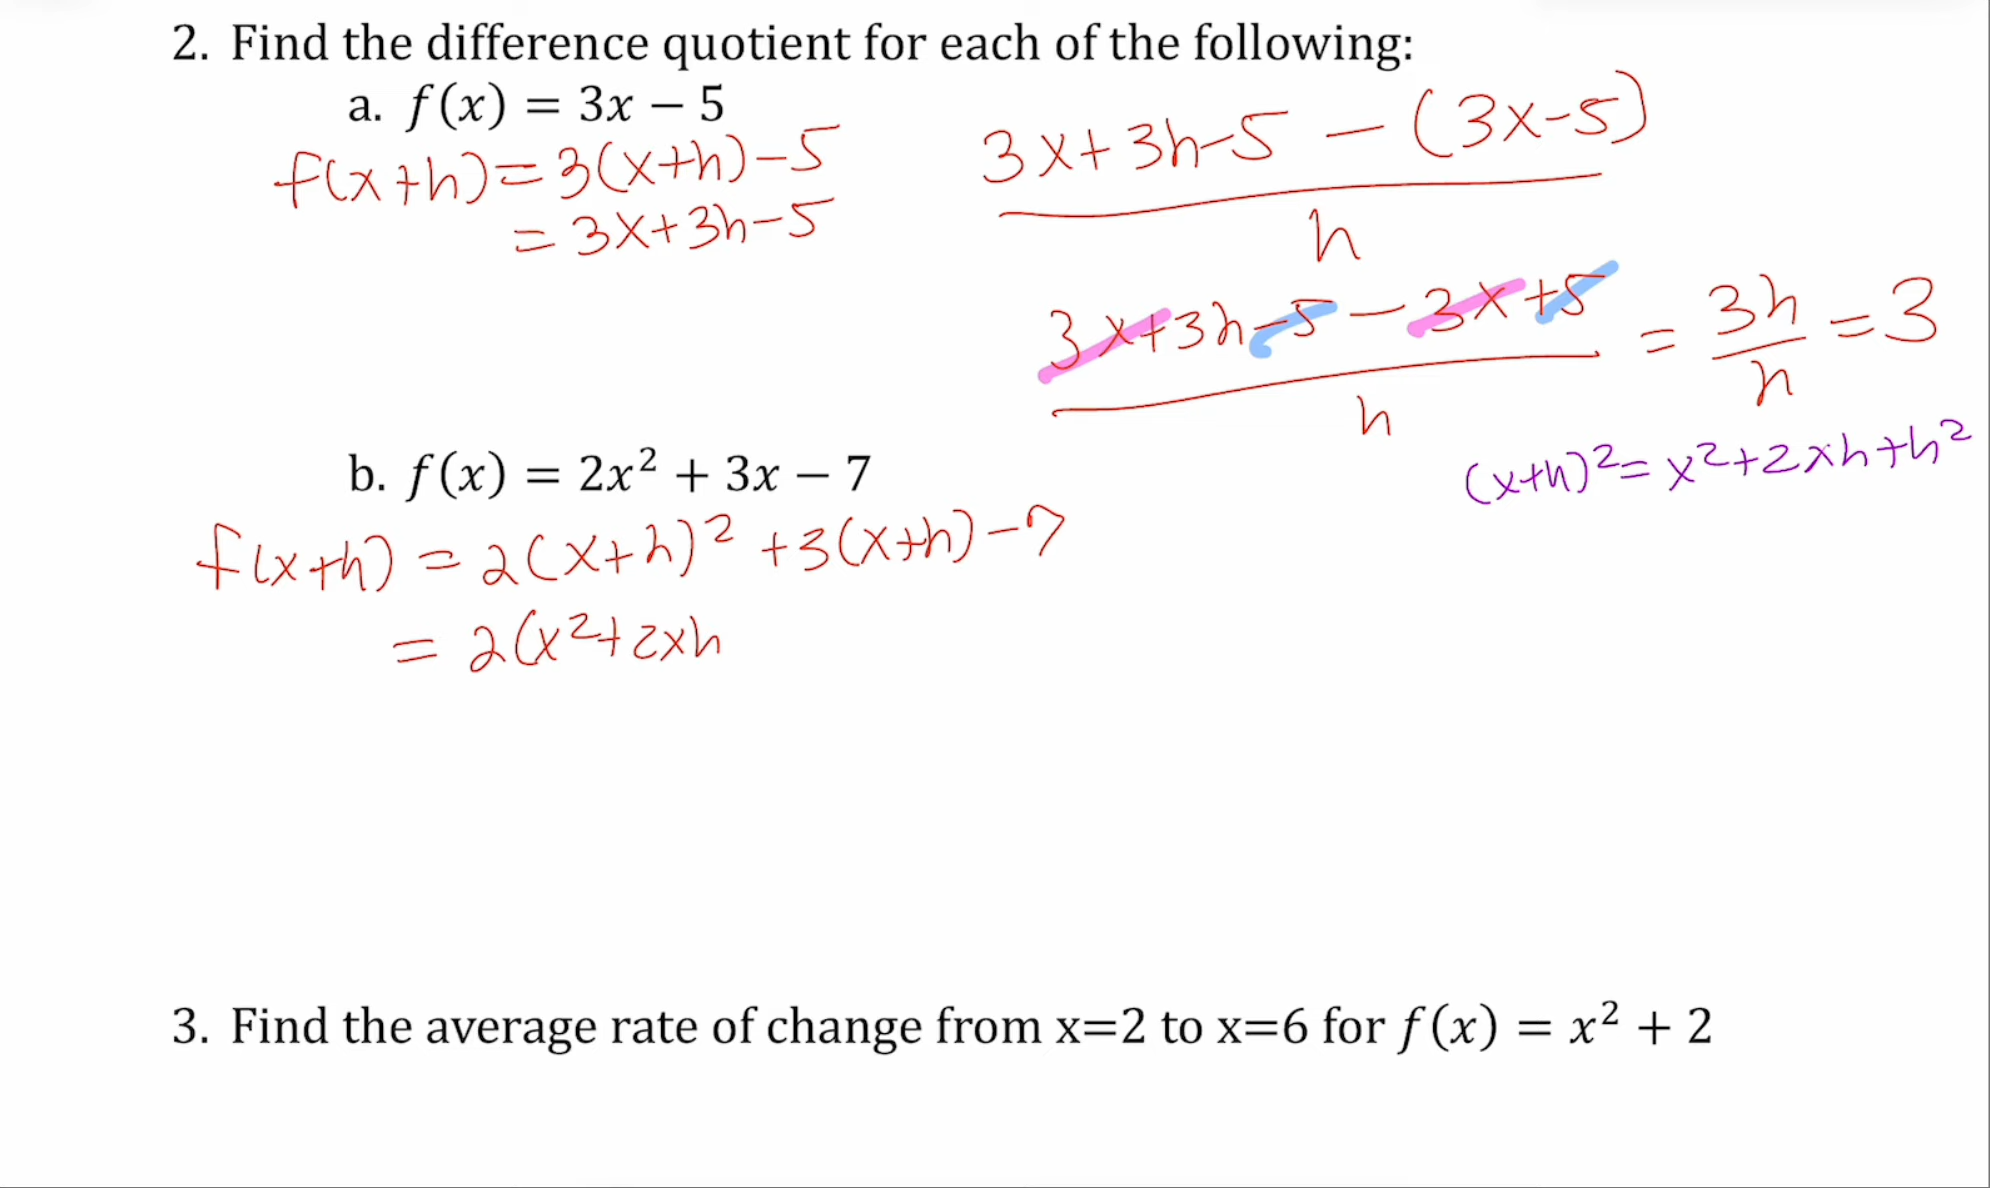 2. Find the difference quotient for each of the following:
a. f(x) = 3x − 5
f(x+h)=3(x+h)−5
= 3x+3h−5
3x+3h−5 − (3x−5)
h
3x+3h−5−3x+5 = 3h = 3
h h
(x+h)²= x²+2xh+h²
b. f(x) = 2x² + 3x − 7
f(x+h) = 2(x+h)² +3(x+h)−7
= 2(x²+2xh
3. Find the average rate of change from x=2 to x=6 for f(x) = x² + 2